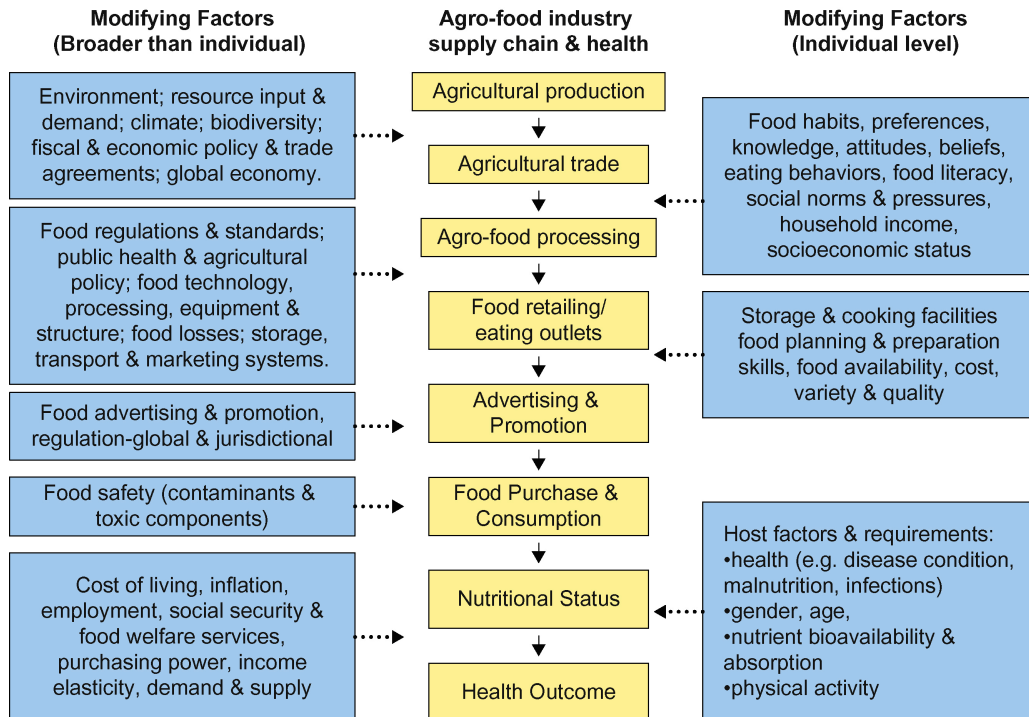 Modifying Factors
(Broader than individual)
Agro-food industry
supply chain & health
Modifying Factors
(Individual level)
Environment; resource input &
demand; climate; biodiversity;
fiscal & economic policy & trade
agreements; global economy.
Food regulations & standards;
public health & agricultural
policy; food technology,
processing, equipment &
structure; food losses; storage,
transport & marketing systems.
Food advertising & promotion,
regulation-global & jurisdictional
Food safety (contaminants &
toxic components)
Cost of living, inflation,
employment, social security &
food welfare services,
purchasing power, income
elasticity, demand & supply
Agricultural production
Agricultural trade
Agro-food processing
Food retailing/
eating outlets
Advertising &
Promotion
Food Purchase &
Consumption
Nutritional Status
Health Outcome
Food habits, preferences,
knowledge, attitudes, beliefs,
eating behaviors, food literacy,
social norms & pressures,
household income,
socioeconomic status
Storage & cooking facilities
food planning & preparation
skills, food availability, cost,
variety & quality
Host factors & requirements:
•health (e.g. disease condition,
malnutrition, infections)
•gender, age,
•nutrient bioavailability &
absorption
•physical activity